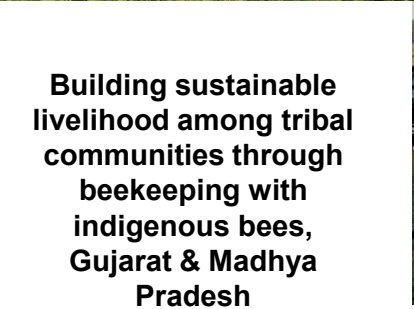 Building sustainable
livelihood among tribal
communities through
beekeeping with
indigenous bees,
Gujarat & Madhya
Pradesh